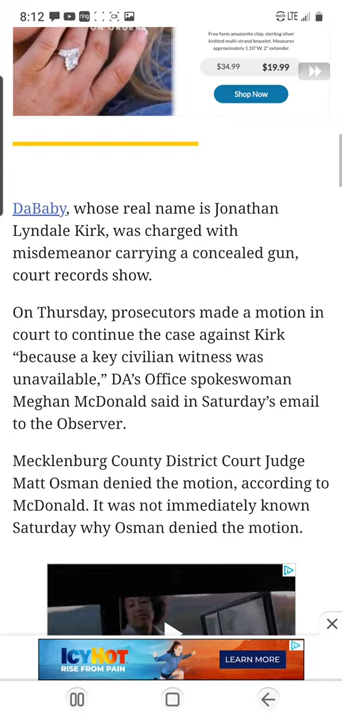 8:12
ring
LTE
ON ORDERS
Free form amazonite chip, sterling silver
knitted multi-strand bracelet. Measures
approximately 1.10"W. 2" extender.
$34.99 $19.99
Shop Now
DaBaby, whose real name is Jonathan
Lyndale Kirk, was charged with
misdemeanor carrying a concealed gun,
court records show.
On Thursday, prosecutors made a motion in
court to continue the case against Kirk
“because a key civilian witness was
unavailable,” DA’s Office spokeswoman
Meghan McDonald said in Saturday’s email
to the Observer.
Mecklenburg County District Court Judge
Matt Osman denied the motion, according to
McDonald. It was not immediately known
Saturday why Osman denied the motion.
ICY HOT
RISE FROM PAIN
LEARN MORE